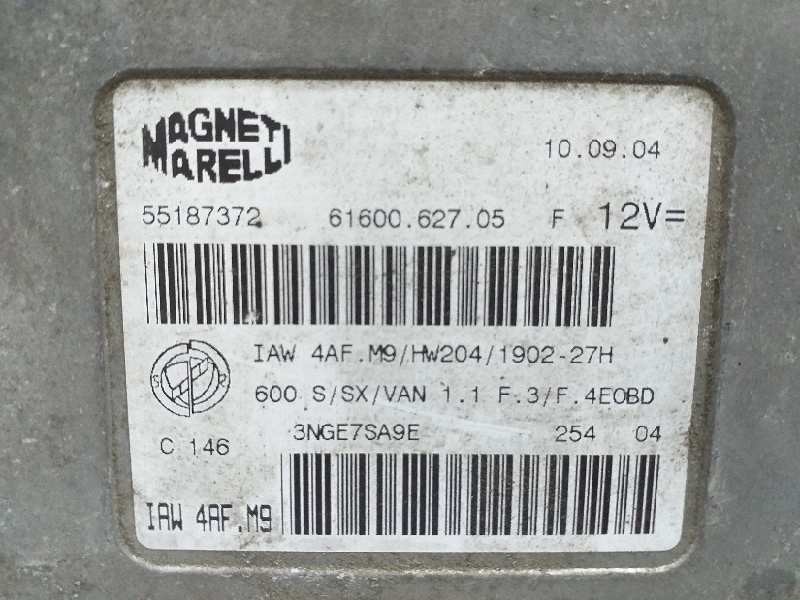 MAGNETI
MARELLI
10.09.04
55187372 61600.627.05 F 12V=
IAW 4AF.M9/HW204/1902-27H
S R
600 S/SX/VAN 1.1 F.3/F.4EOBD
C 146 3NGE7SA9E 254 04
IAW 4AF.M9